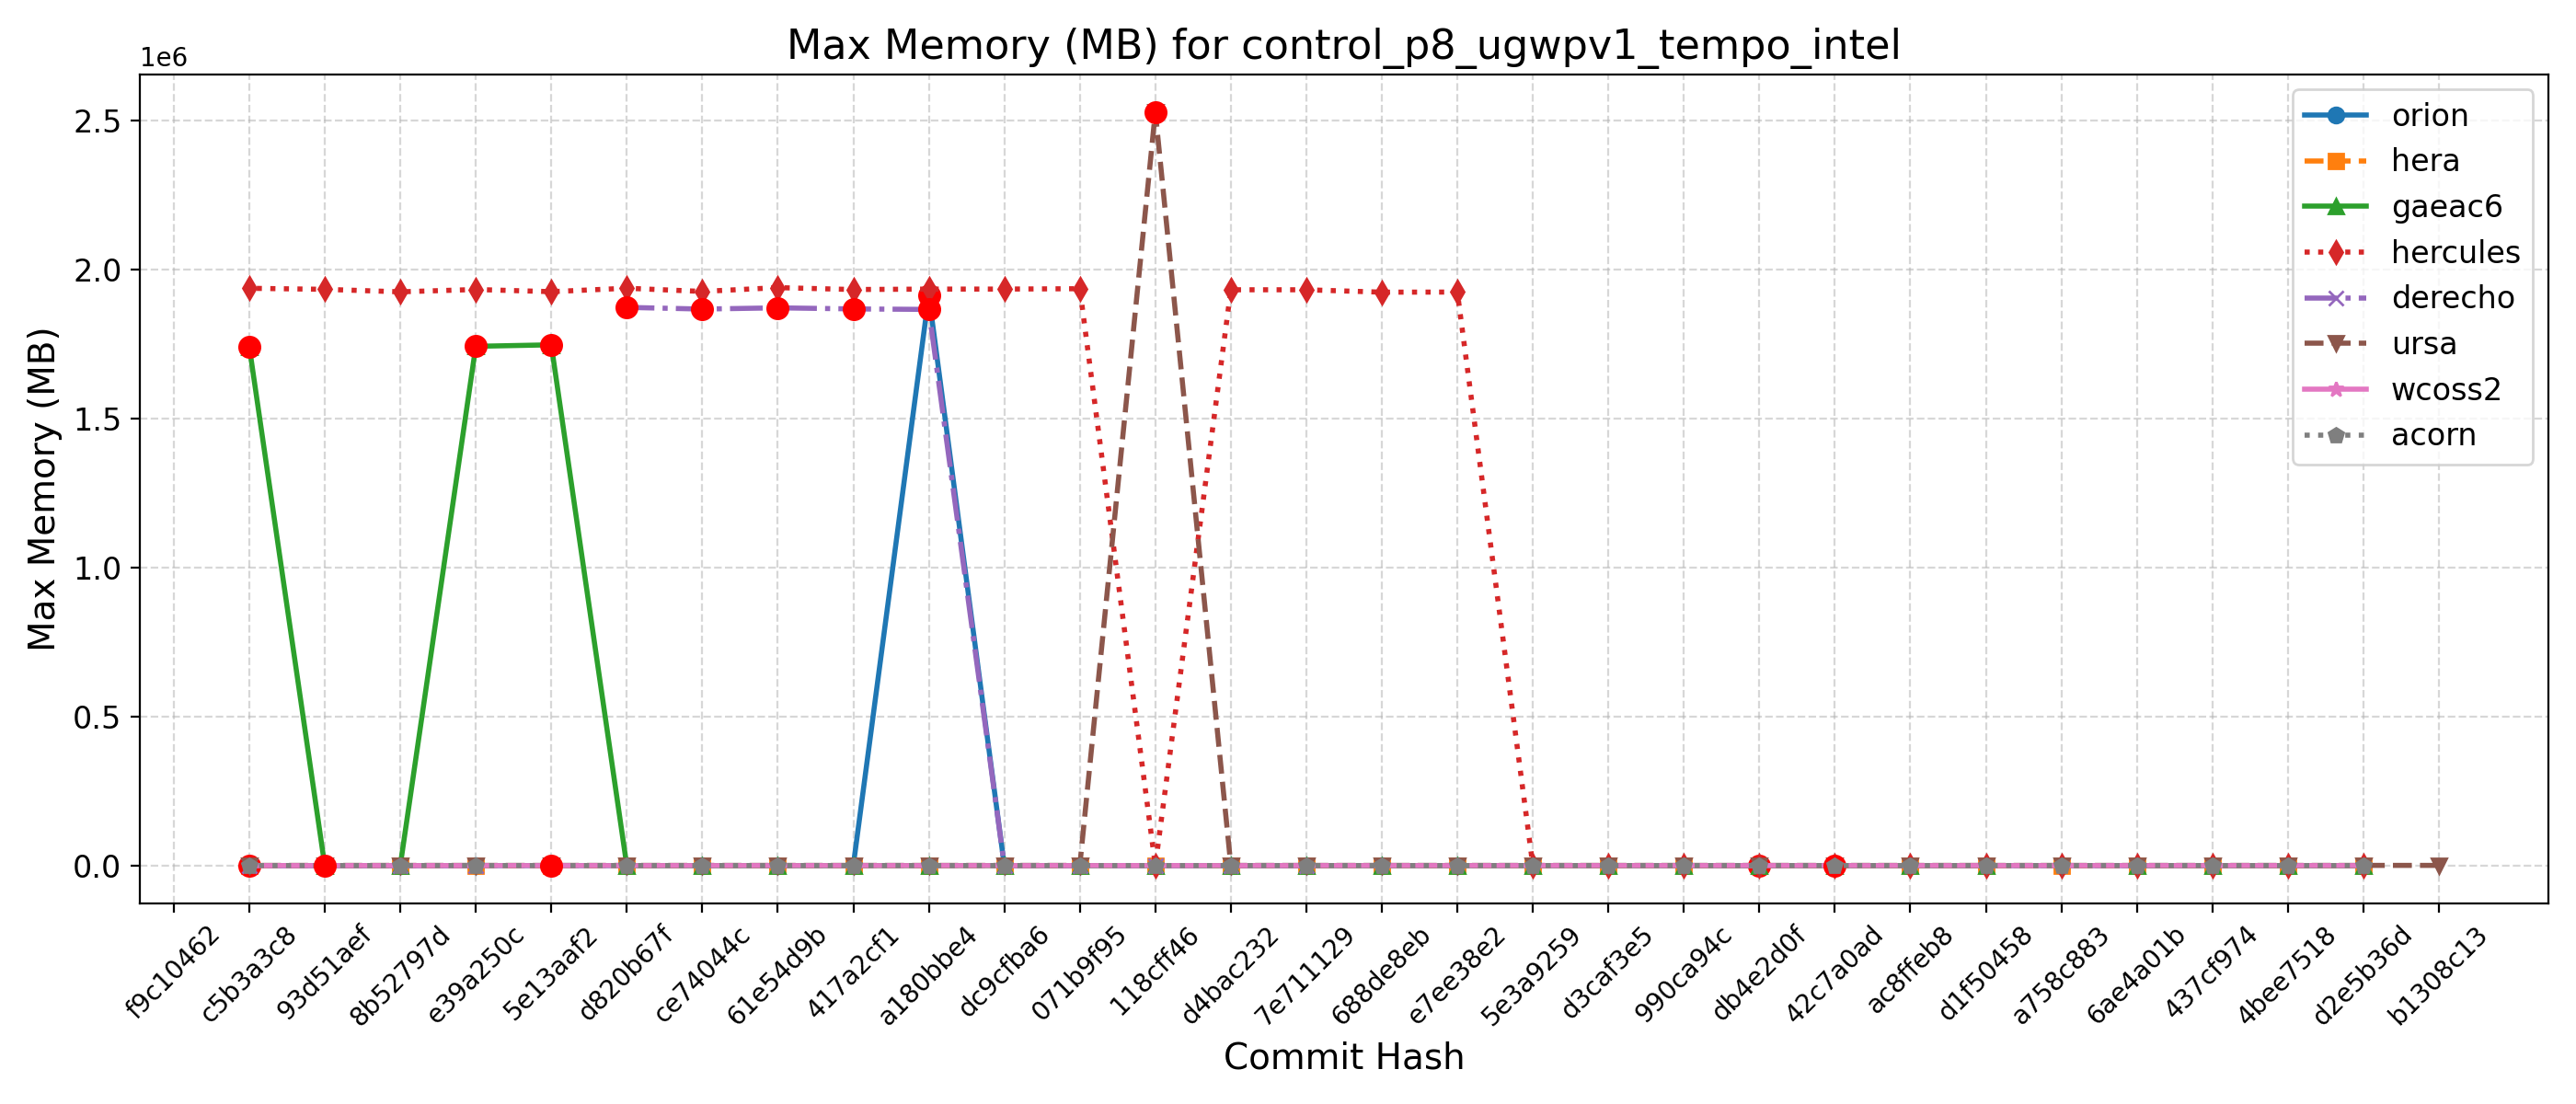 Max Memory (MB) for control_p8_ugwpv1_tempo_intel
1e6
2.5
2.0
1.5
1.0
0.5
0.0
Max Memory (MB)
orion
hera
gaeac6
hercules
derecho
ursa
wcoss2
acorn
f9c10462
c5b3a3c8
93d51aef
8b52797d
e39a250c
5e13aaf2
d820b67f
ce74044c
61e54d9b
417a2cf1
a180bbe4
dc9cfba6
071b9f95
118cff46
d4bac232
7e711129
688de8eb
e7ee38e2
5e3a9259
d3caf3e5
990ca94c
db4e2d0f
42c7a0ad
ac8ffeb8
d1f50458
a758c883
6ae4a01b
437cf974
4bee7518
d2e5b36d
b1308c13
Commit Hash